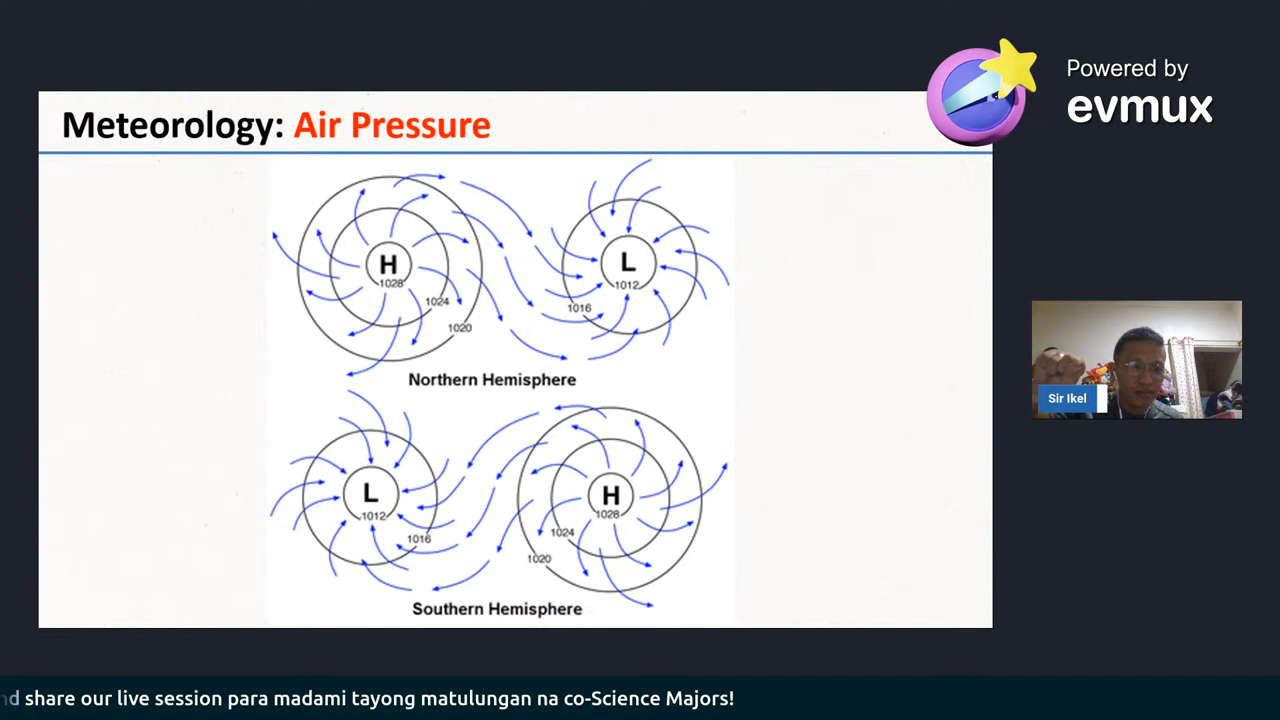 Powered by
evmux
Meteorology: Air Pressure
H
1028
1024
1020
L
1012
1016
Northern Hemisphere
L
1012
1016
H
1028
1024
1020
Southern Hemisphere
Sir Ikel
nd share our live session para madami tayong matulungan na co-Science Majors!